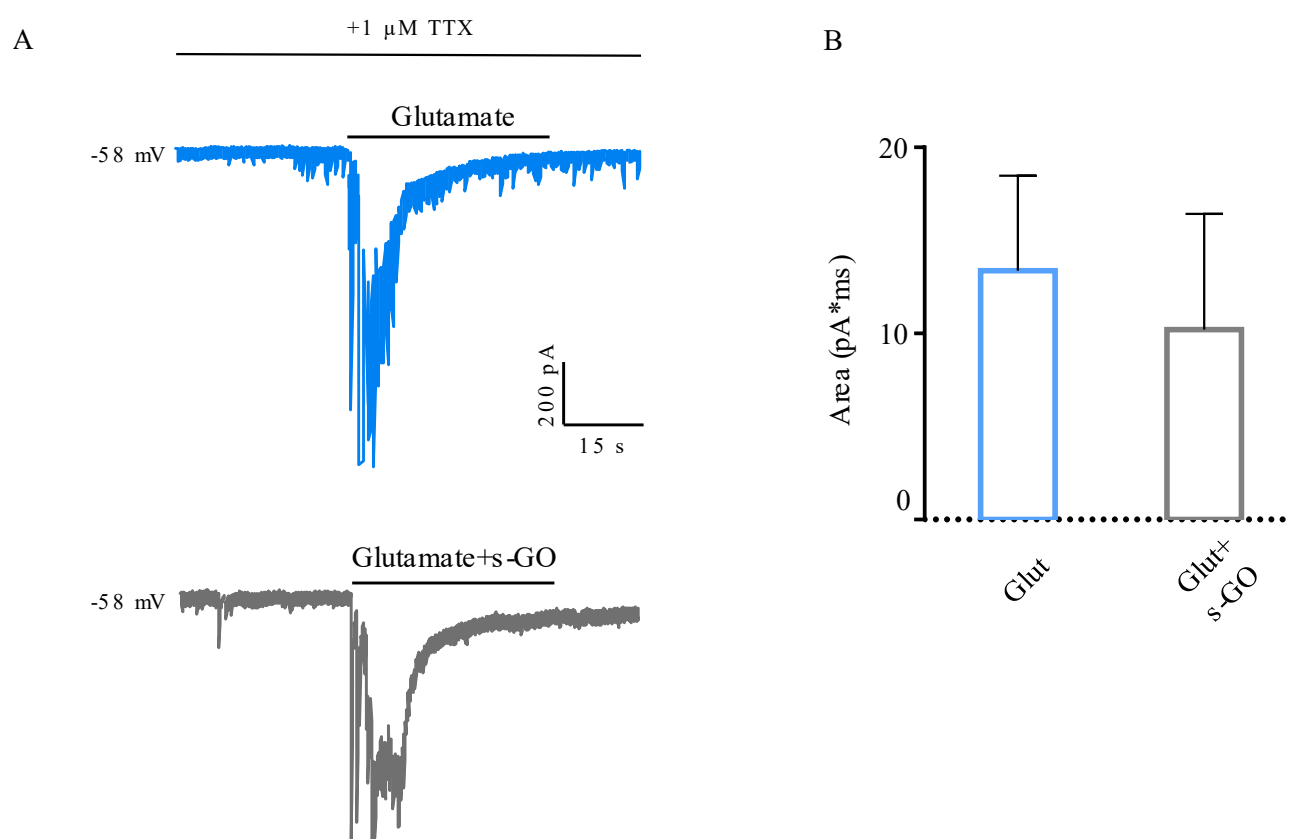 A
+1 μM TTX
Glutamate
-58 mV
200 pA
15 s
Glutamate+s-GO
-58 mV
B
20
10
0
Area (pA*ms)
Glut
Glut+
s-GO